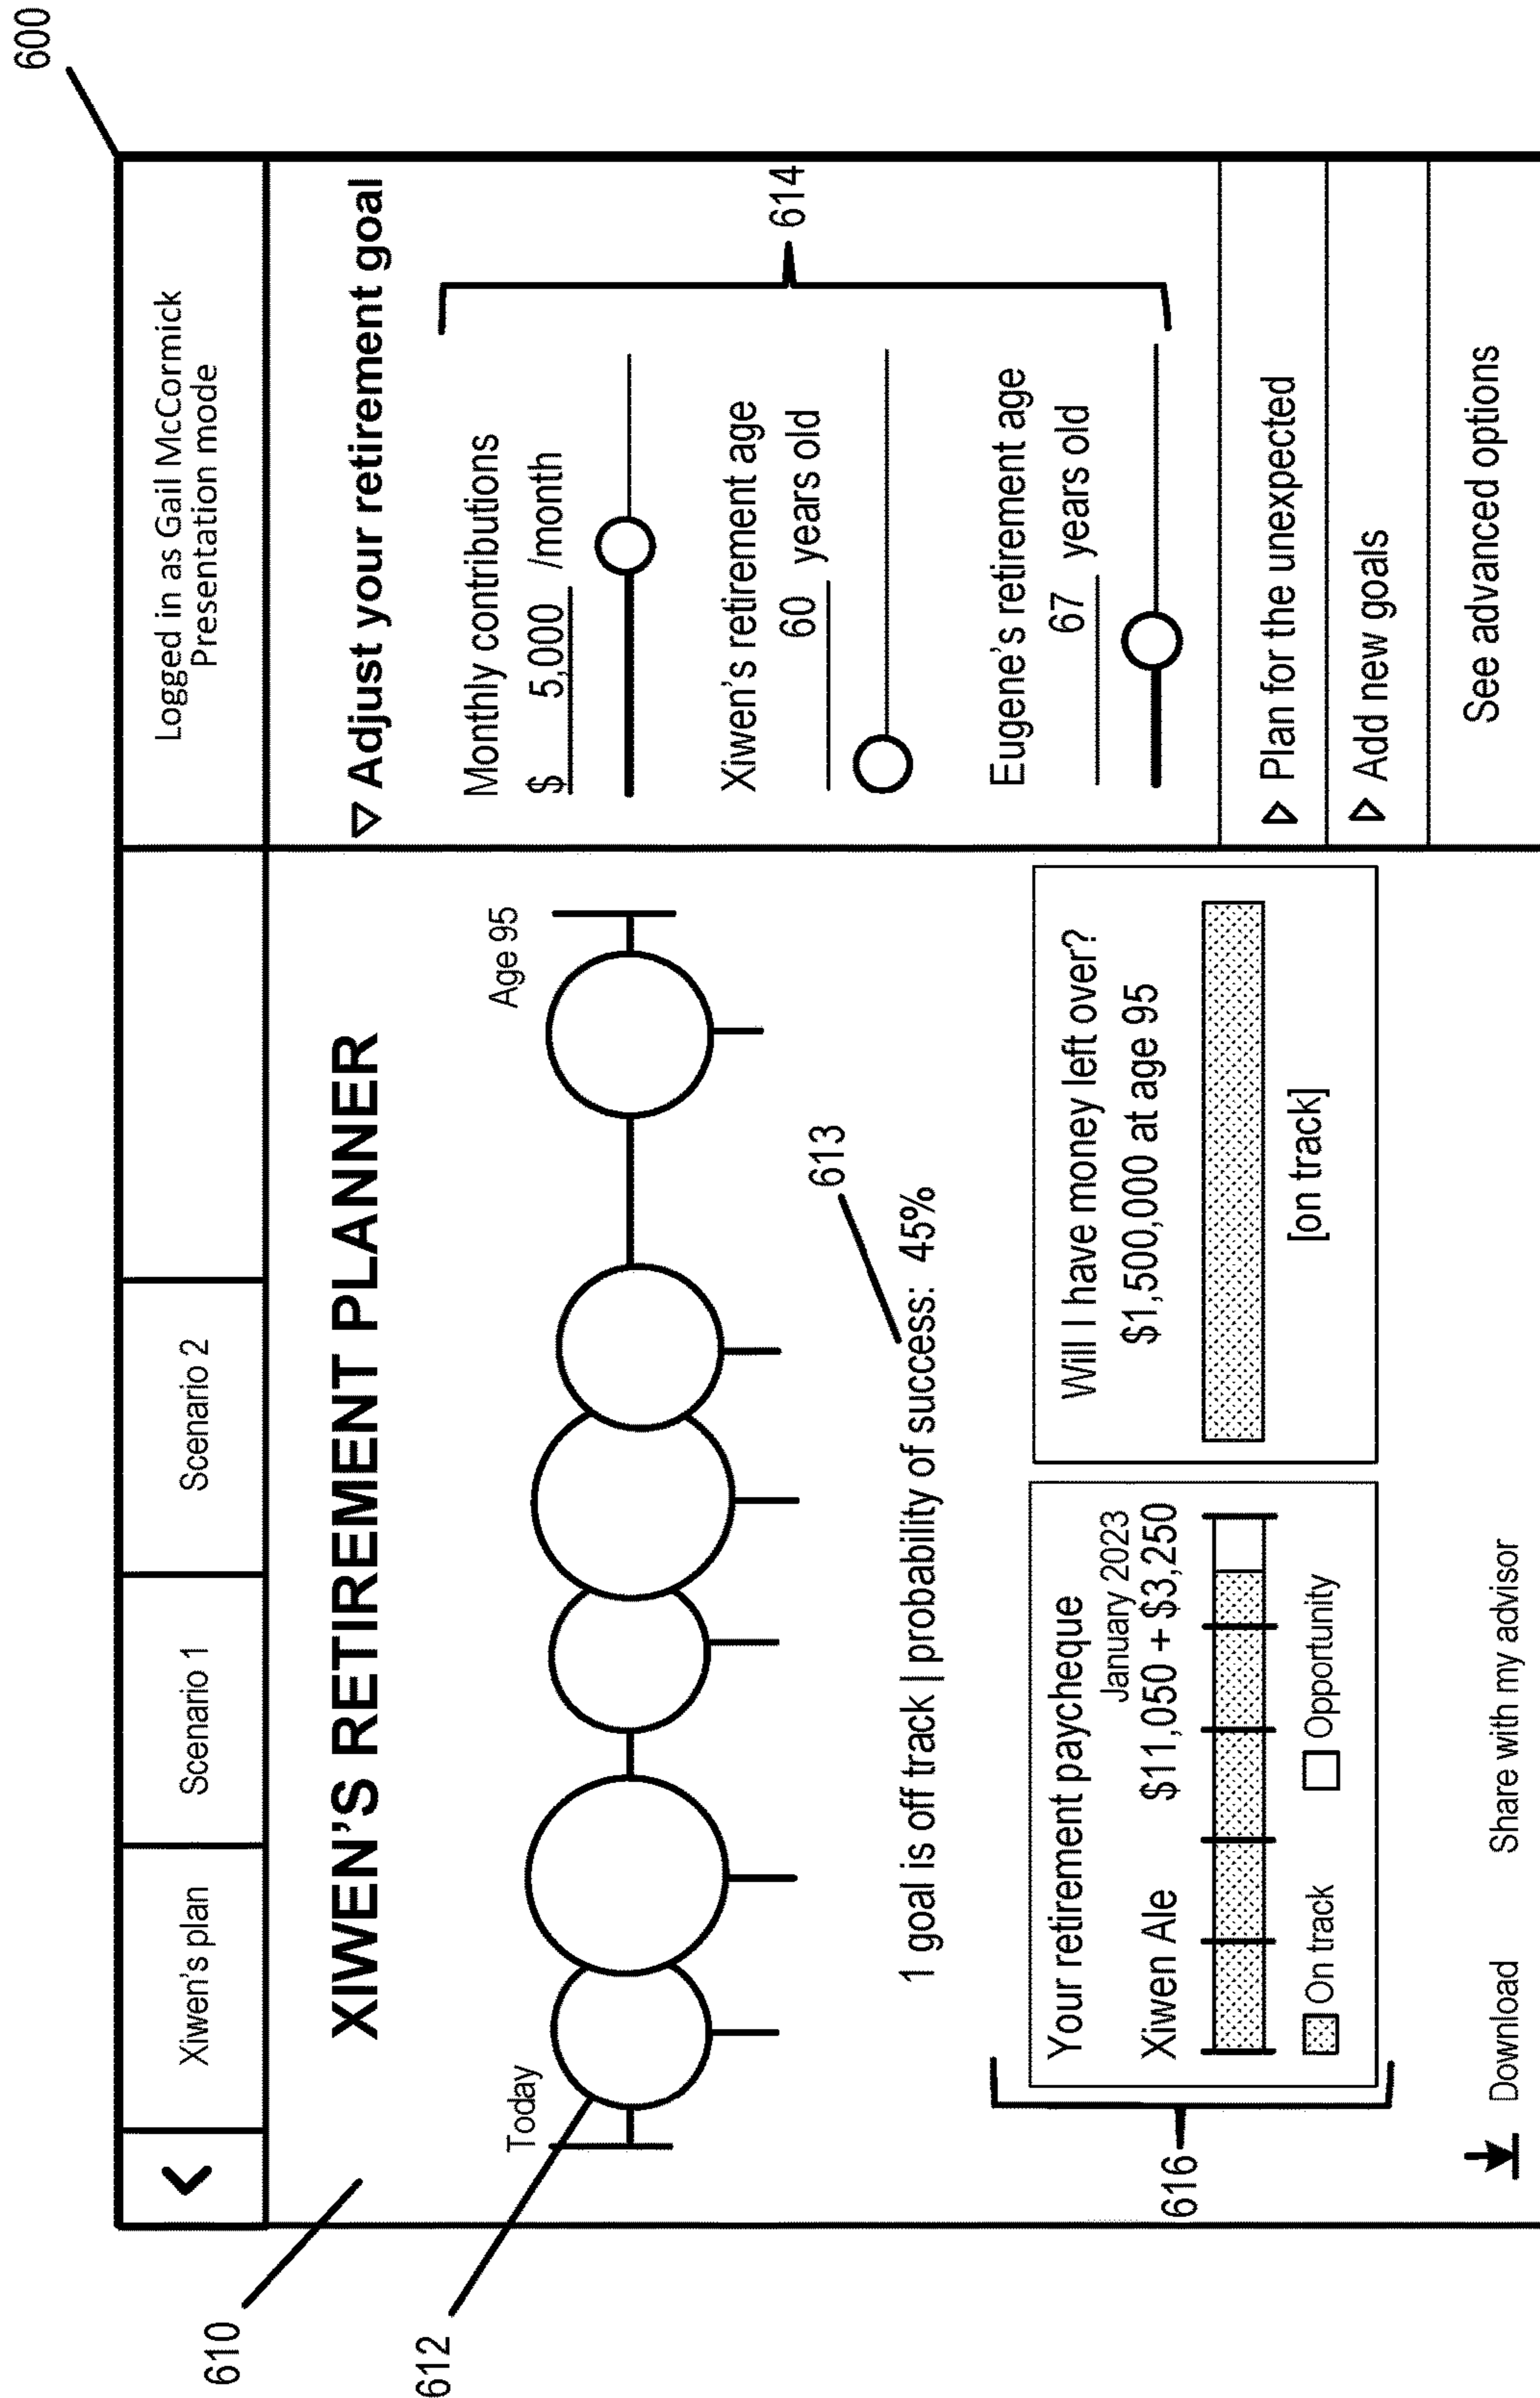 600
Xiwen's plan
Scenario 1
Scenario 2
Logged in as Gail McCormick
Presentation mode
610
XIWEN'S RETIREMENT PLANNER
612
Today
Age 95
613
1 goal is off track | probability of success: 45%
616
Your retirement paycheque
January 2023
Xiwen Ale $11,050 + $3,250
On track
Opportunity
Will I have money left over?
$1,500,000 at age 95
[on track]
Download
Share with my advisor
Adjust your retirement goal
Monthly contributions
$ 5,000 /month
Xiwen's retirement age
60 years old
Eugene's retirement age
67 years old
614
Plan for the unexpected
Add new goals
See advanced options